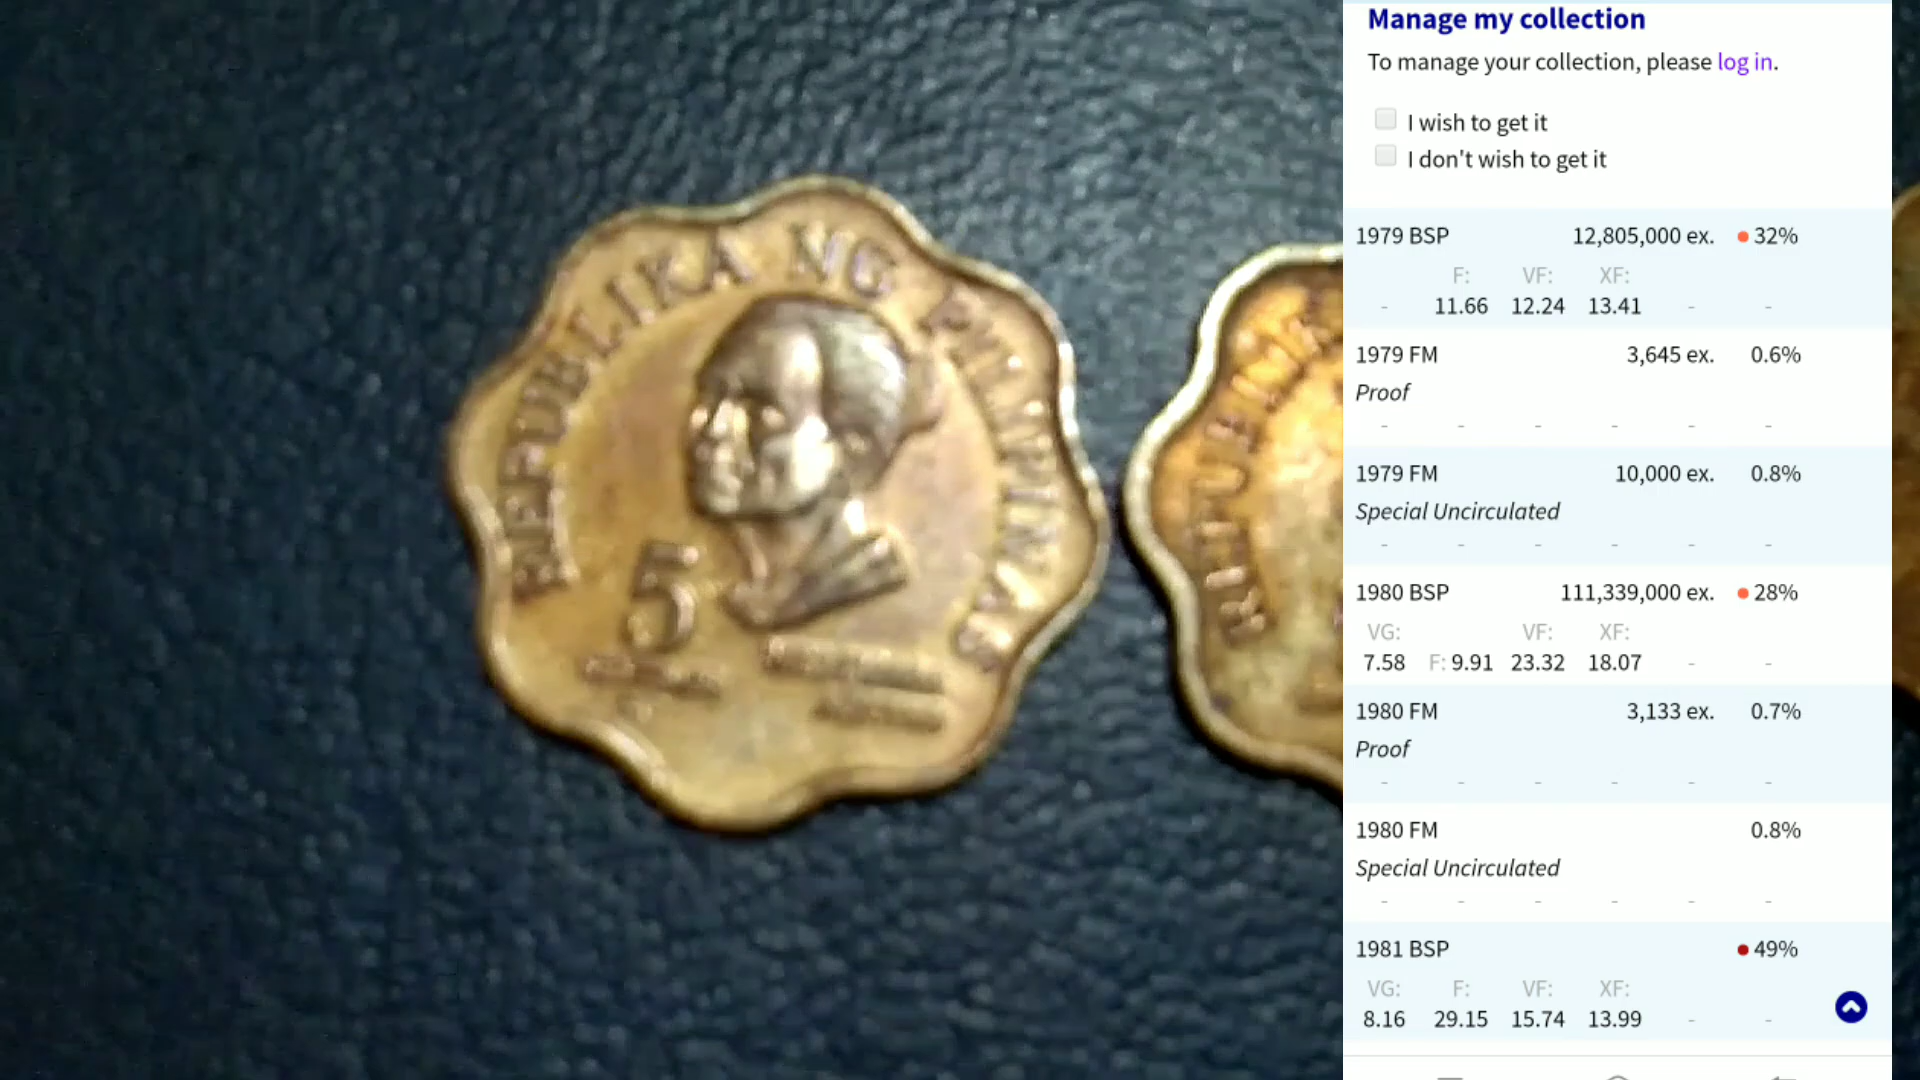 REPUBLIKA NG PILIPINAS
5
Manage my collection
To manage your collection, please log in.
I wish to get it
I don't wish to get it
1979 BSP 12,805,000 ex. 32%
F: VF: XF:
- 11.66 12.24 13.41 - -
1979 FM 3,645 ex. 0.6%
Proof
- - - - - -
1979 FM 10,000 ex. 0.8%
Special Uncirculated
- - - - - -
1980 BSP 111,339,000 ex. 28%
VG: VF: XF:
7.58 F: 9.91 23.32 18.07 - -
1980 FM 3,133 ex. 0.7%
Proof
- - - - - -
1980 FM 0.8%
Special Uncirculated
- - - - - -
1981 BSP 49%
VG: F: VF: XF:
8.16 29.15 15.74 13.99 - -